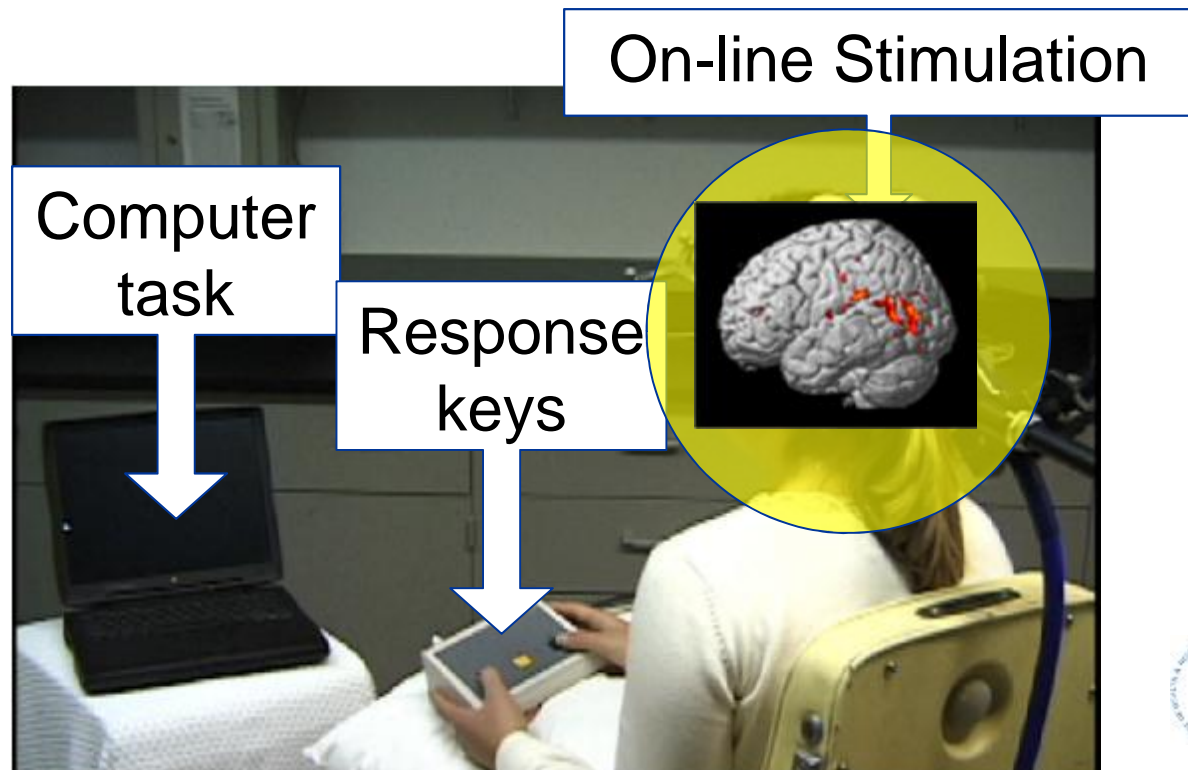 On-line Stimulation
Computer
task
Response
keys